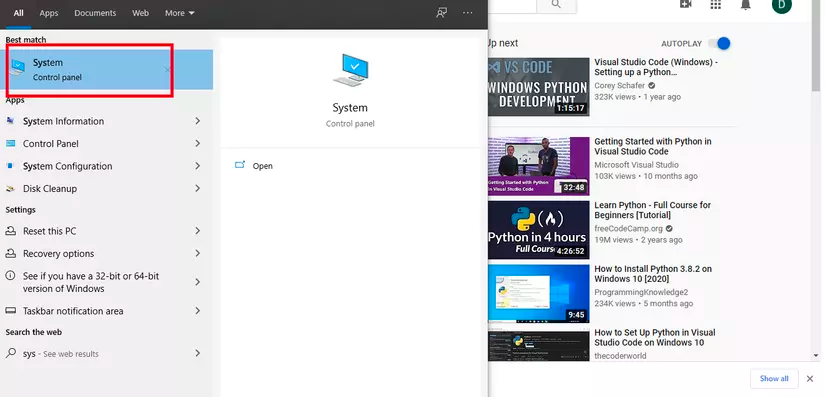 All Apps Documents Web More
Best match
System
Control panel
Apps
System Information
Control Panel
System Configuration
Disk Cleanup
Settings
Reset this PC
Recovery options
See if you have a 32-bit or 64-bit
version of Windows
Taskbar notification area
Search the web
sys - See web results
System
Control panel
Open
D
Up next
AUTOPLAY
VS CODE
WINDOWS PYTHON
DEVELOPMENT
1:15:17
Visual Studio Code (Windows) -
Setting up a Python...
Corey Schafer
323K views • 1 year ago
Getting Started with Python in Visual Studio Code
32:48
Getting Started with Python in
Visual Studio Code
Microsoft Visual Studio
103K views • 10 months ago
Python in 4 hours
Full Course
4:26:52
Learn Python - Full Course for
Beginners [Tutorial]
freeCodeCamp.org
19M views • 2 years ago
9:45
How to Install Python 3.8.2 on
Windows 10 [2020]
ProgrammingKnowledge2
234K views • 5 months ago
How to Set Up Python in Visual
Studio Code on Windows 10
thecoderworld
Show all